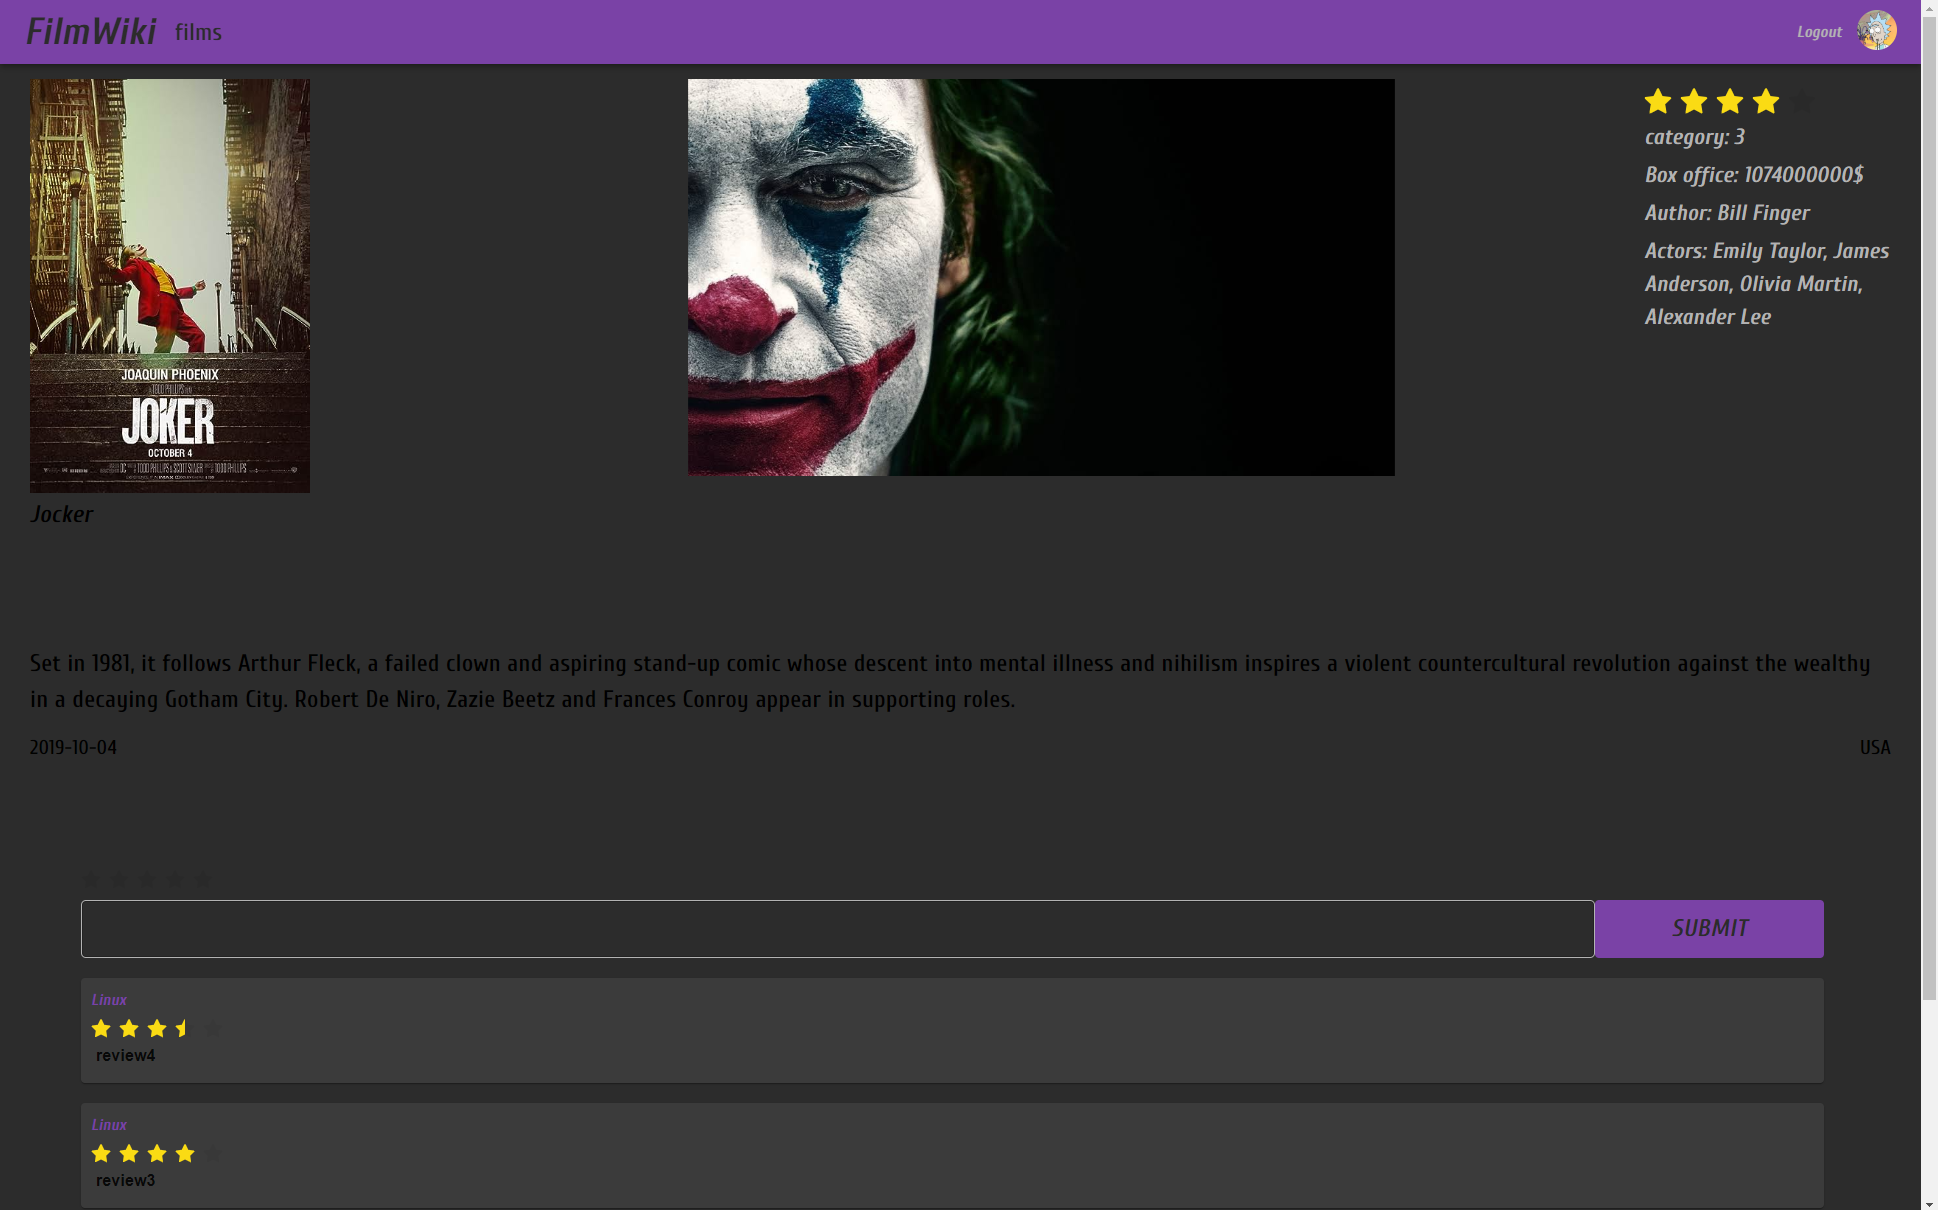 FilmWiki films Logout
JOAQUIN PHOENIX
JOKER
OCTOBER 4
Jocker
category: 3
Box office: 1074000000$
Author: Bill Finger
Actors: Emily Taylor, James
Anderson, Olivia Martin,
Alexander Lee
Set in 1981, it follows Arthur Fleck, a failed clown and aspiring stand-up comic whose descent into mental illness and nihilism inspires a violent countercultural revolution against the wealthy
in a decaying Gotham City. Robert De Niro, Zazie Beetz and Frances Conroy appear in supporting roles.
2019-10-04 USA
SUBMIT
Linux
review4
Linux
review3